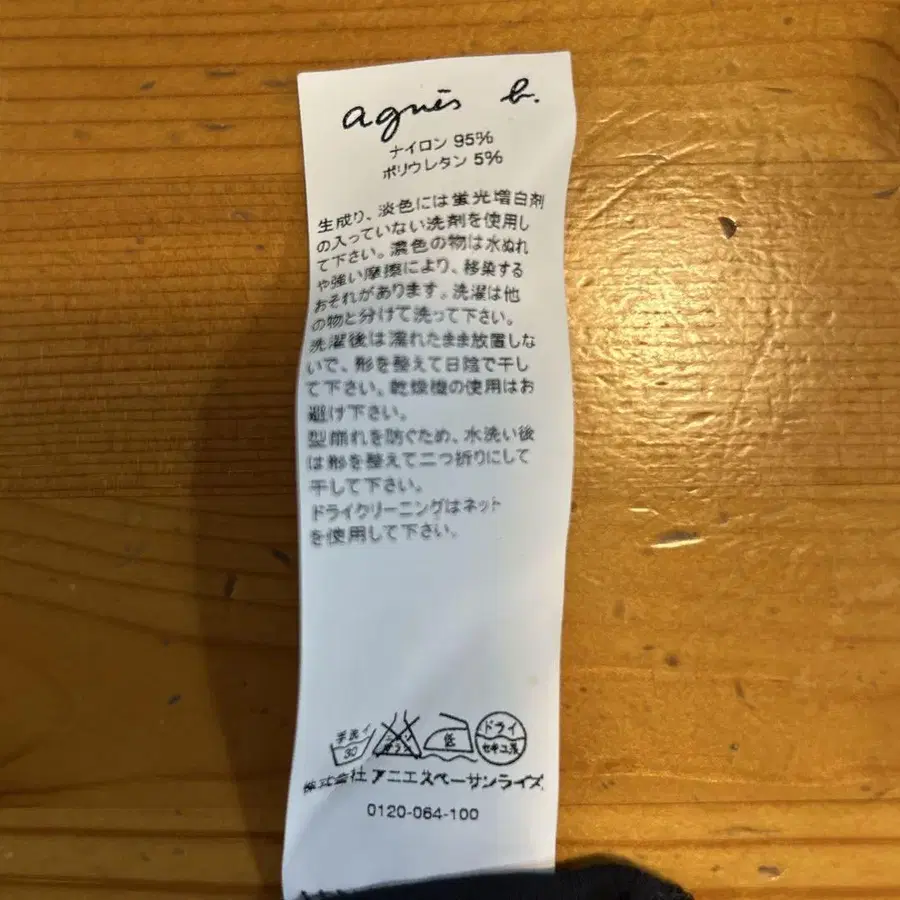 agnès b.
ナイロン 95%
ポリウレタン 5%
生成り、淡色には蛍光増白剤
の入っていない洗剤を使用し
て下さい。濃色の物は水ぬれ
や強い摩擦により、移染する
おそれがあります。洗濯は他
の物と分けて洗って下さい。
洗濯後は濡れたまま放置しな
いで、形を整えて日陰で干し
て下さい。乾燥機の使用はお
避け下さい。
型崩れを防ぐため、水洗い後
は形を整えて二つ折りにして
干して下さい。
ドライクリーニングはネット
を使用して下さい。
手洗イ 30 エンソ サラシ 低 ドライ セキユ系
株式会社 アニエスベーサンライズ
0120-064-100